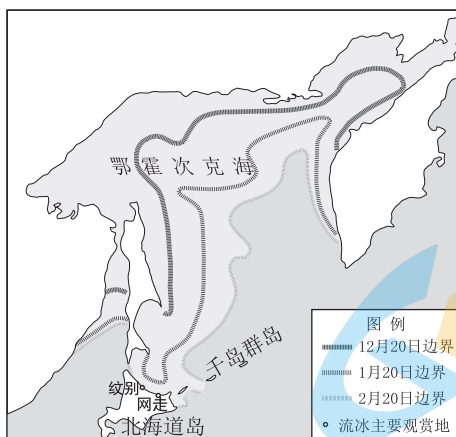 鄂霍次克海
千岛群岛
纹别
网走
北海道岛
图例
12月20日边界
1月20日边界
2月20日边界
流冰主要观赏地